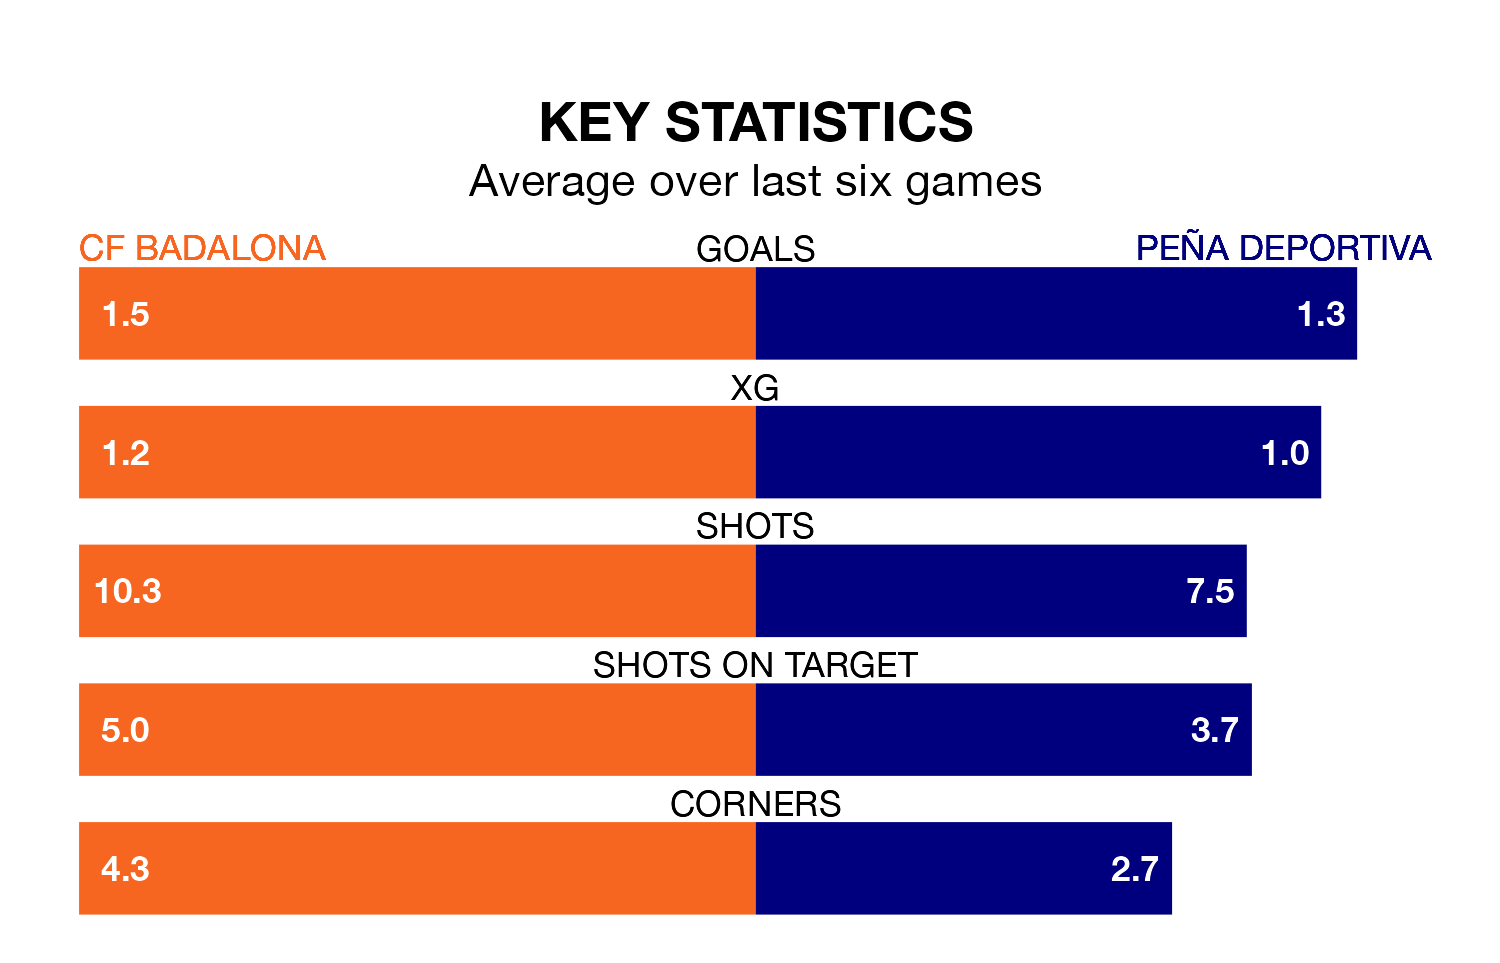 KEY STATISTICS
Average over last six games
CF BADALONA GOALS PEÑA DEPORTIVA
1.5 1.3
XG
1.2 1.0
SHOTS
10.3 7.5
SHOTS ON TARGET
5.0 3.7
CORNERS
4.3 2.7